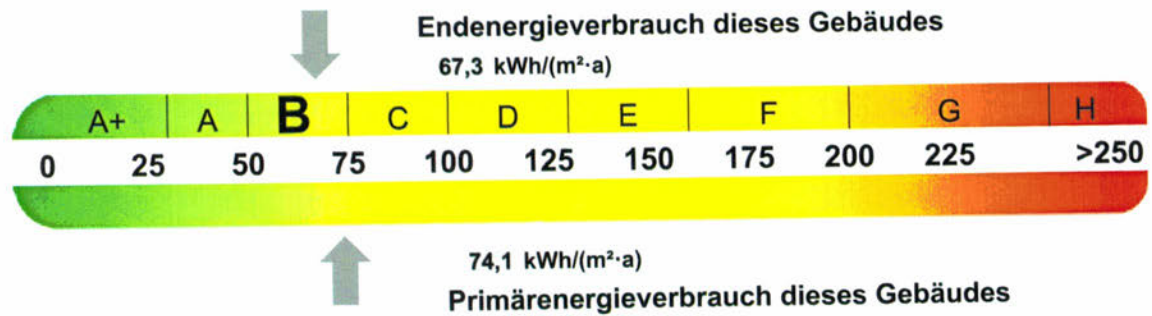 Endenergieverbrauch dieses Gebäudes
67,3 kWh/(m²·a)
A+ A B C D E F G H
0 25 50 75 100 125 150 175 200 225 >250
74,1 kWh/(m²·a)
Primärenergieverbrauch dieses Gebäudes